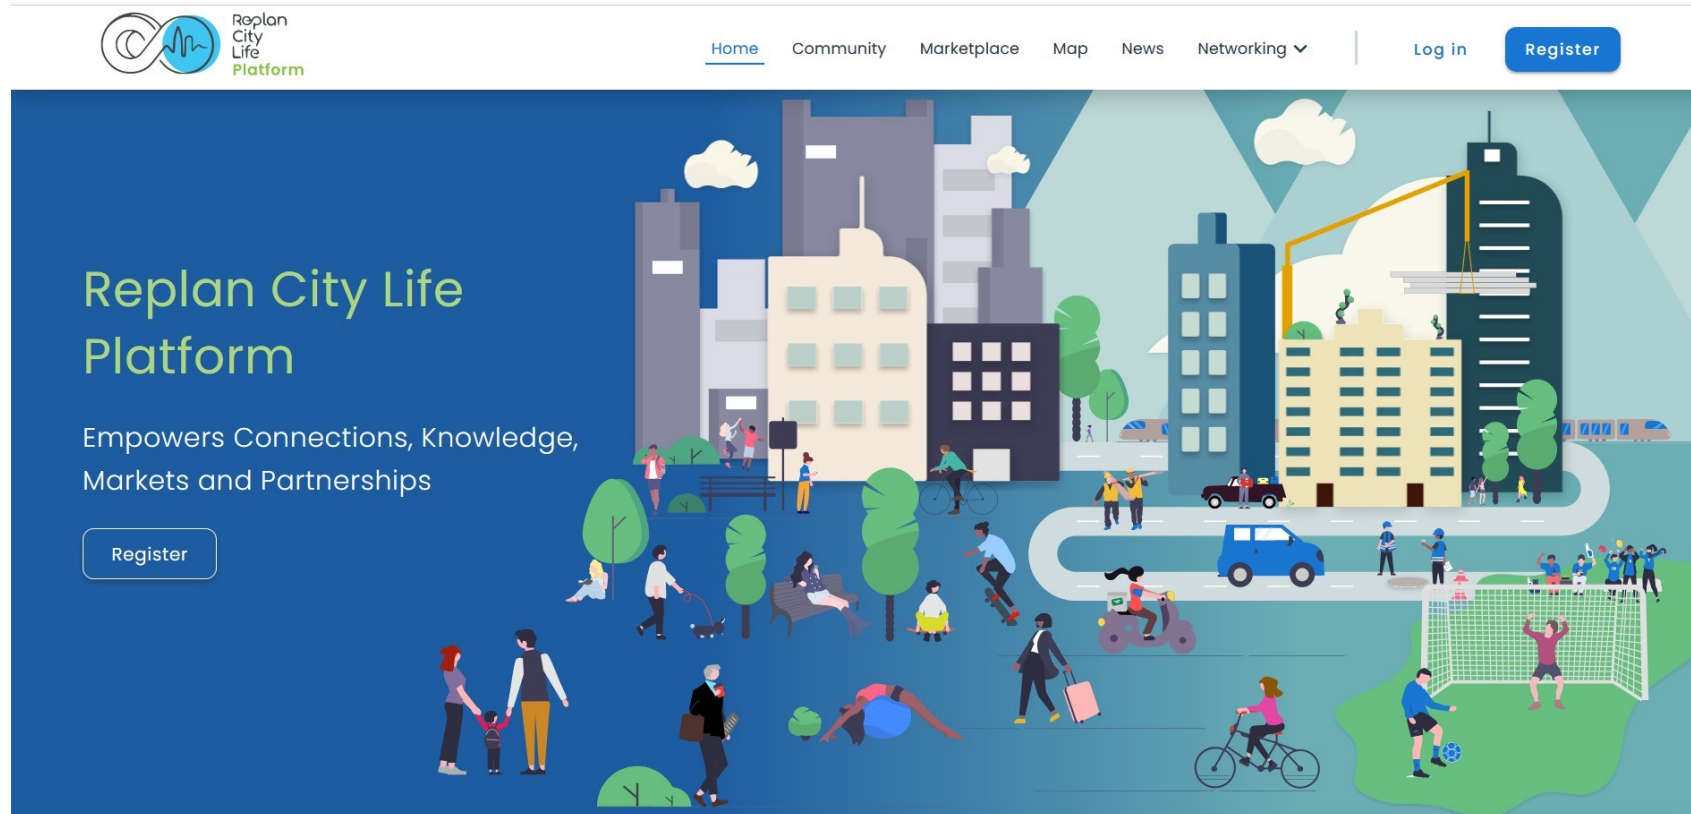 Replan
City
Life
Platform
Home Community Marketplace Map News Networking Log in Register
Replan City Life
Platform
Empowers Connections, Knowledge,
Markets and Partnerships
Register